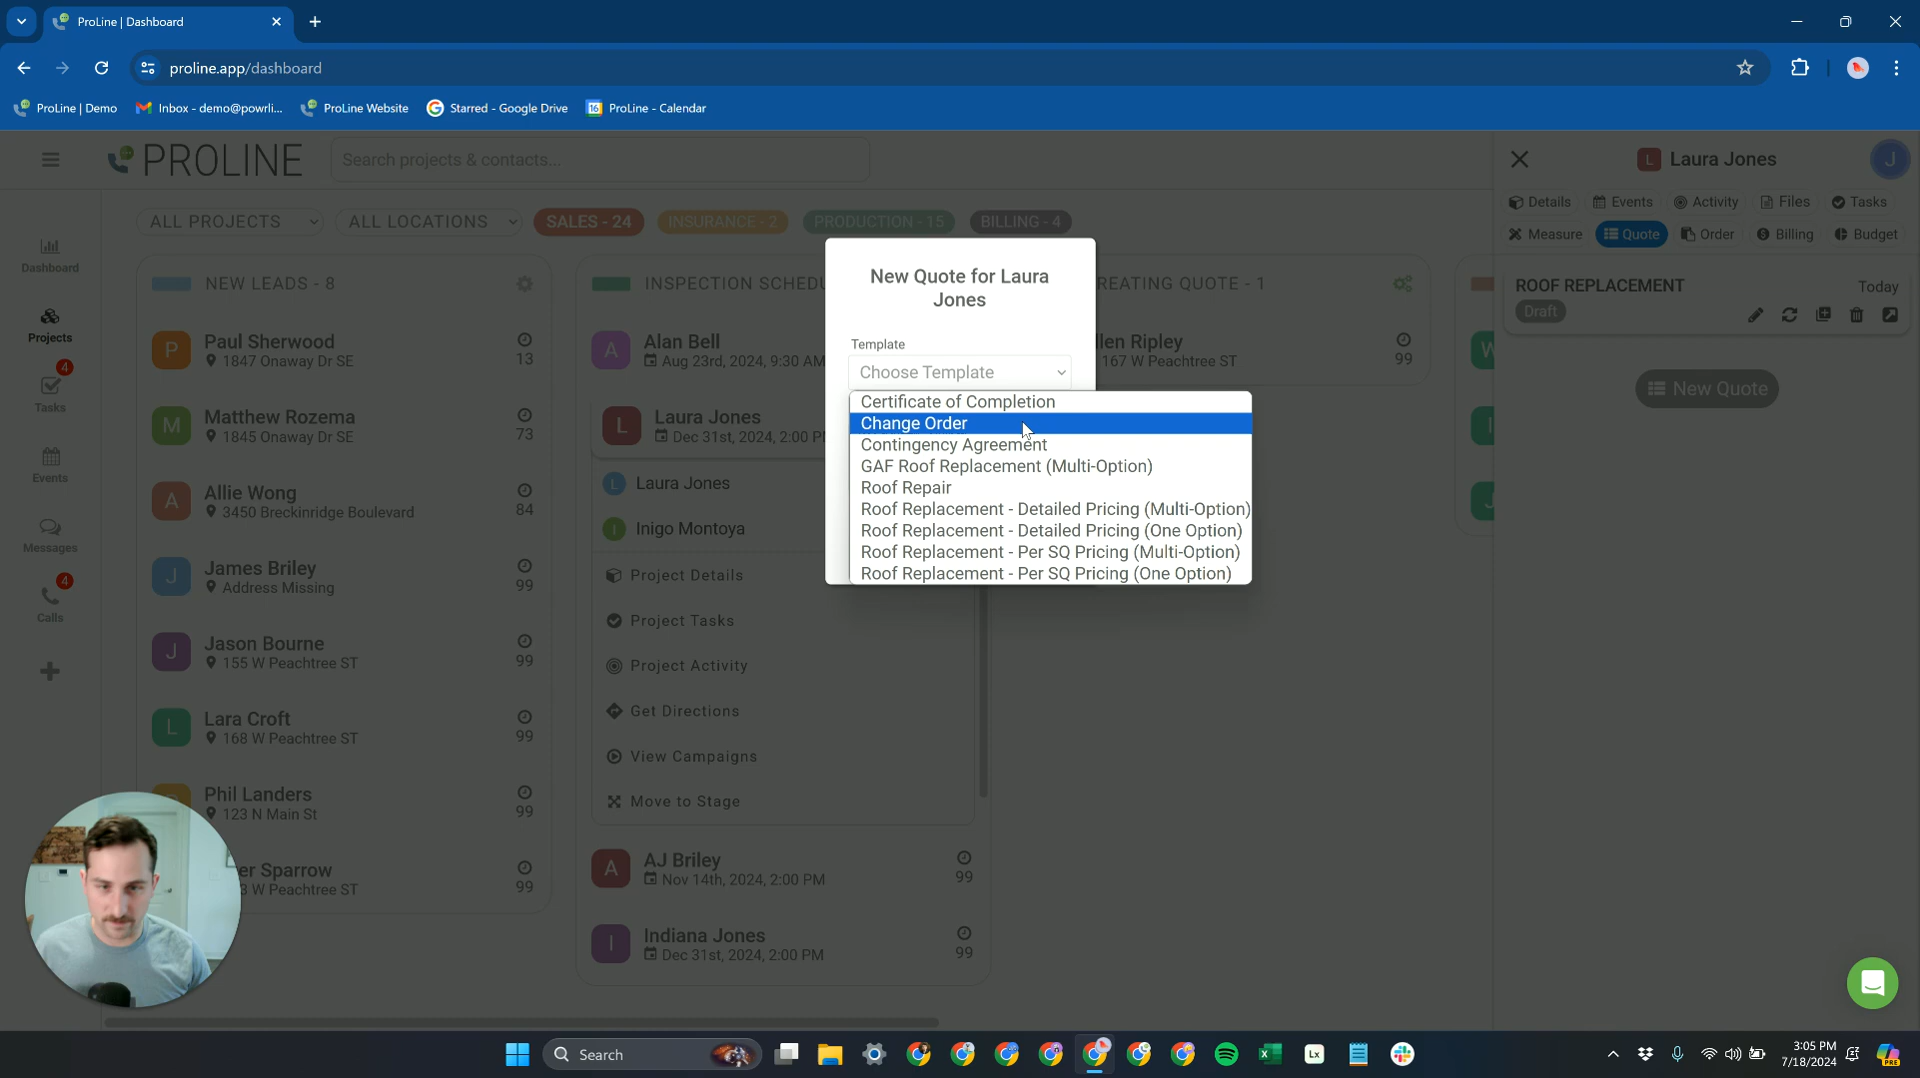 ProLine | Dashboard
proline.app/dashboard
ProLine | Demo
Inbox - demo@powrli...
ProLine Website
Starred - Google Drive
16
ProLine - Calendar
PROLINE
Search projects & contacts...
L Laura Jones
J
ALL PROJECTS
ALL LOCATIONS
SALES - 24
INSURANCE - 2
PRODUCTION - 15
BILLING - 4
Details
Events
Activity
Files
Tasks
Measure
Quote
Order
Billing
Budget
Dashboard
Projects
4
Tasks
Events
Messages
4
Calls
NEW LEADS - 8
P
Paul Sherwood
1847 Onaway Dr SE
13
M
Matthew Rozema
1845 Onaway Dr SE
73
A
Allie Wong
3450 Breckinridge Boulevard
84
J
James Briley
Address Missing
99
J
Jason Bourne
155 W Peachtree ST
99
L
Lara Croft
168 W Peachtree ST
99
Phil Landers
123 N Main St
99
er Sparrow
3 W Peachtree ST
99
INSPECTION SCHEDU
A
Alan Bell
Aug 23rd, 2024, 9:30 AM
L
Laura Jones
Dec 31st, 2024, 2:00 P
L Laura Jones
I Inigo Montoya
Project Details
Project Tasks
Project Activity
Get Directions
View Campaigns
Move to Stage
A
AJ Briley
Nov 14th, 2024, 2:00 PM
99
I
Indiana Jones
Dec 31st, 2024, 2:00 PM
99
New Quote for Laura
Jones
Template
Choose Template
Certificate of Completion
Change Order
Contingency Agreement
GAF Roof Replacement (Multi-Option)
Roof Repair
Roof Replacement - Detailed Pricing (Multi-Option)
Roof Replacement - Detailed Pricing (One Option)
Roof Replacement - Per SQ Pricing (Multi-Option)
Roof Replacement - Per SQ Pricing (One Option)
REATING QUOTE - 1
llen Ripley
167 W Peachtree ST
99
W
I
J
ROOF REPLACEMENT
Today
Draft
New Quote
Search
Lx
3:05 PM
7/18/2024
PRE